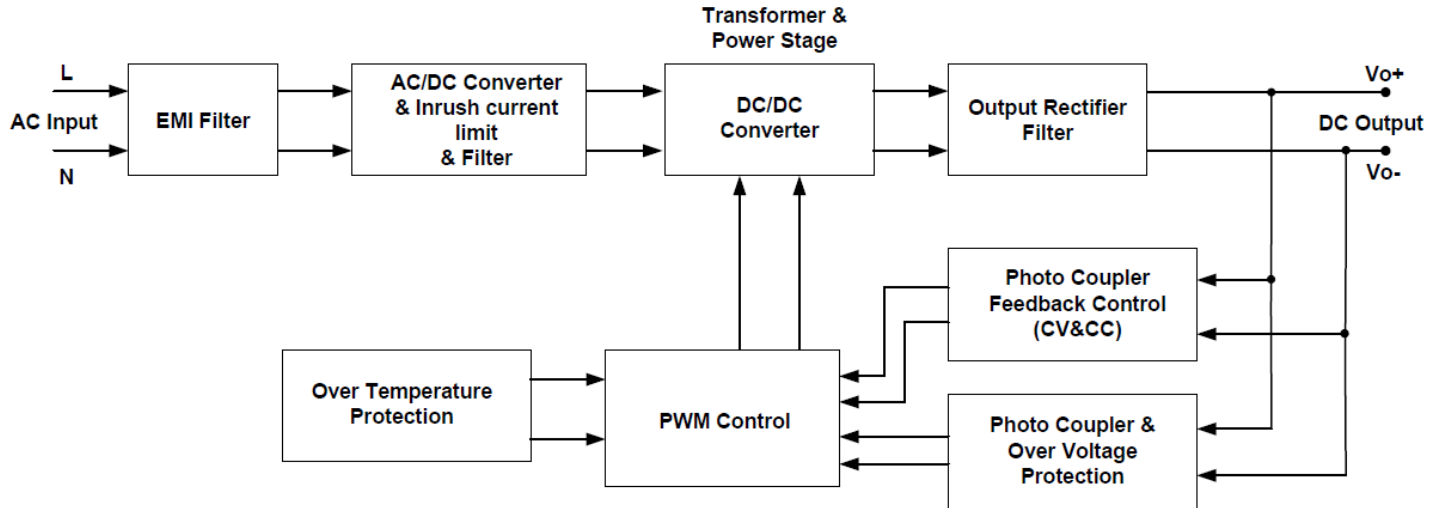 Transformer &
Power Stage
L
AC Input
N
EMI Filter
AC/DC Converter
& Inrush current
limit
& Filter
DC/DC
Converter
Output Rectifier
Filter
Vo+
DC Output
Vo-
Photo Coupler
Feedback Control
(CV&CC)
Over Temperature
Protection
PWM Control
Photo Coupler &
Over Voltage
Protection